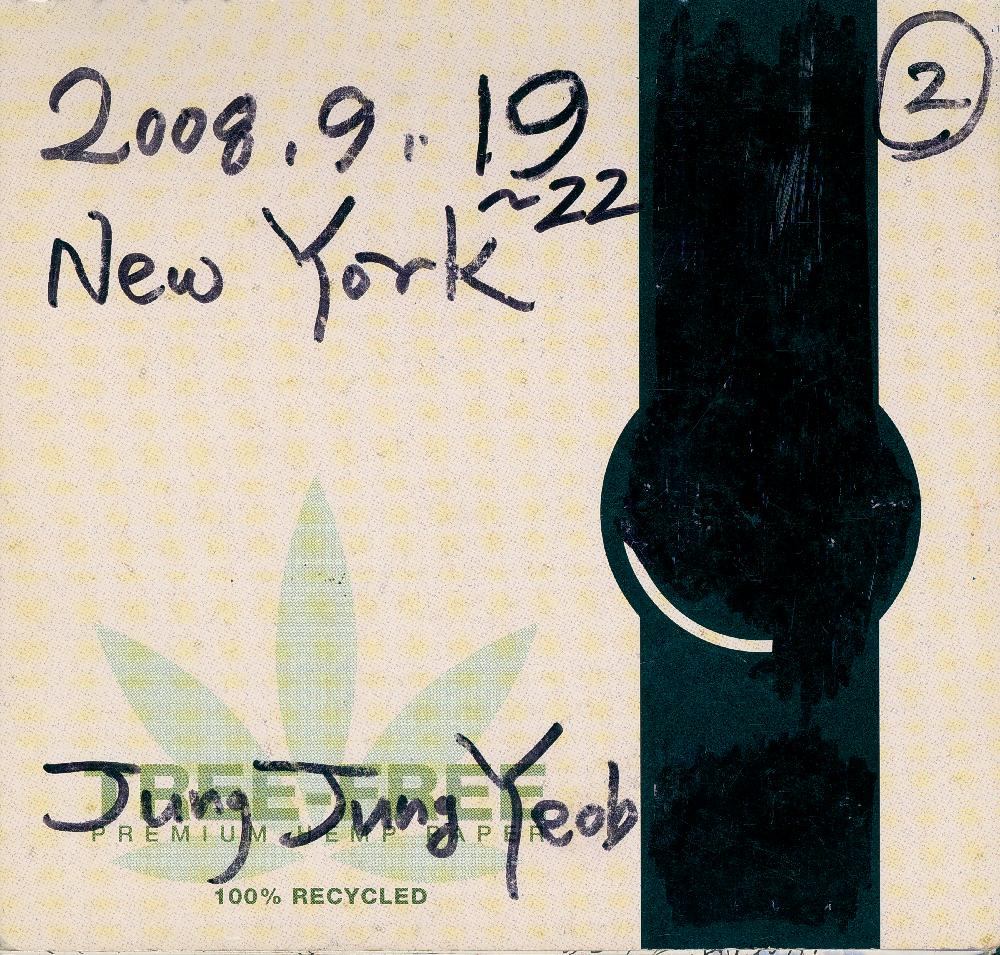 2008.9.. 19
~22
②
New York
Jung Jung Yeob
TREE-FREE
PREMIUM HEMP PAPER
100% RECYCLED